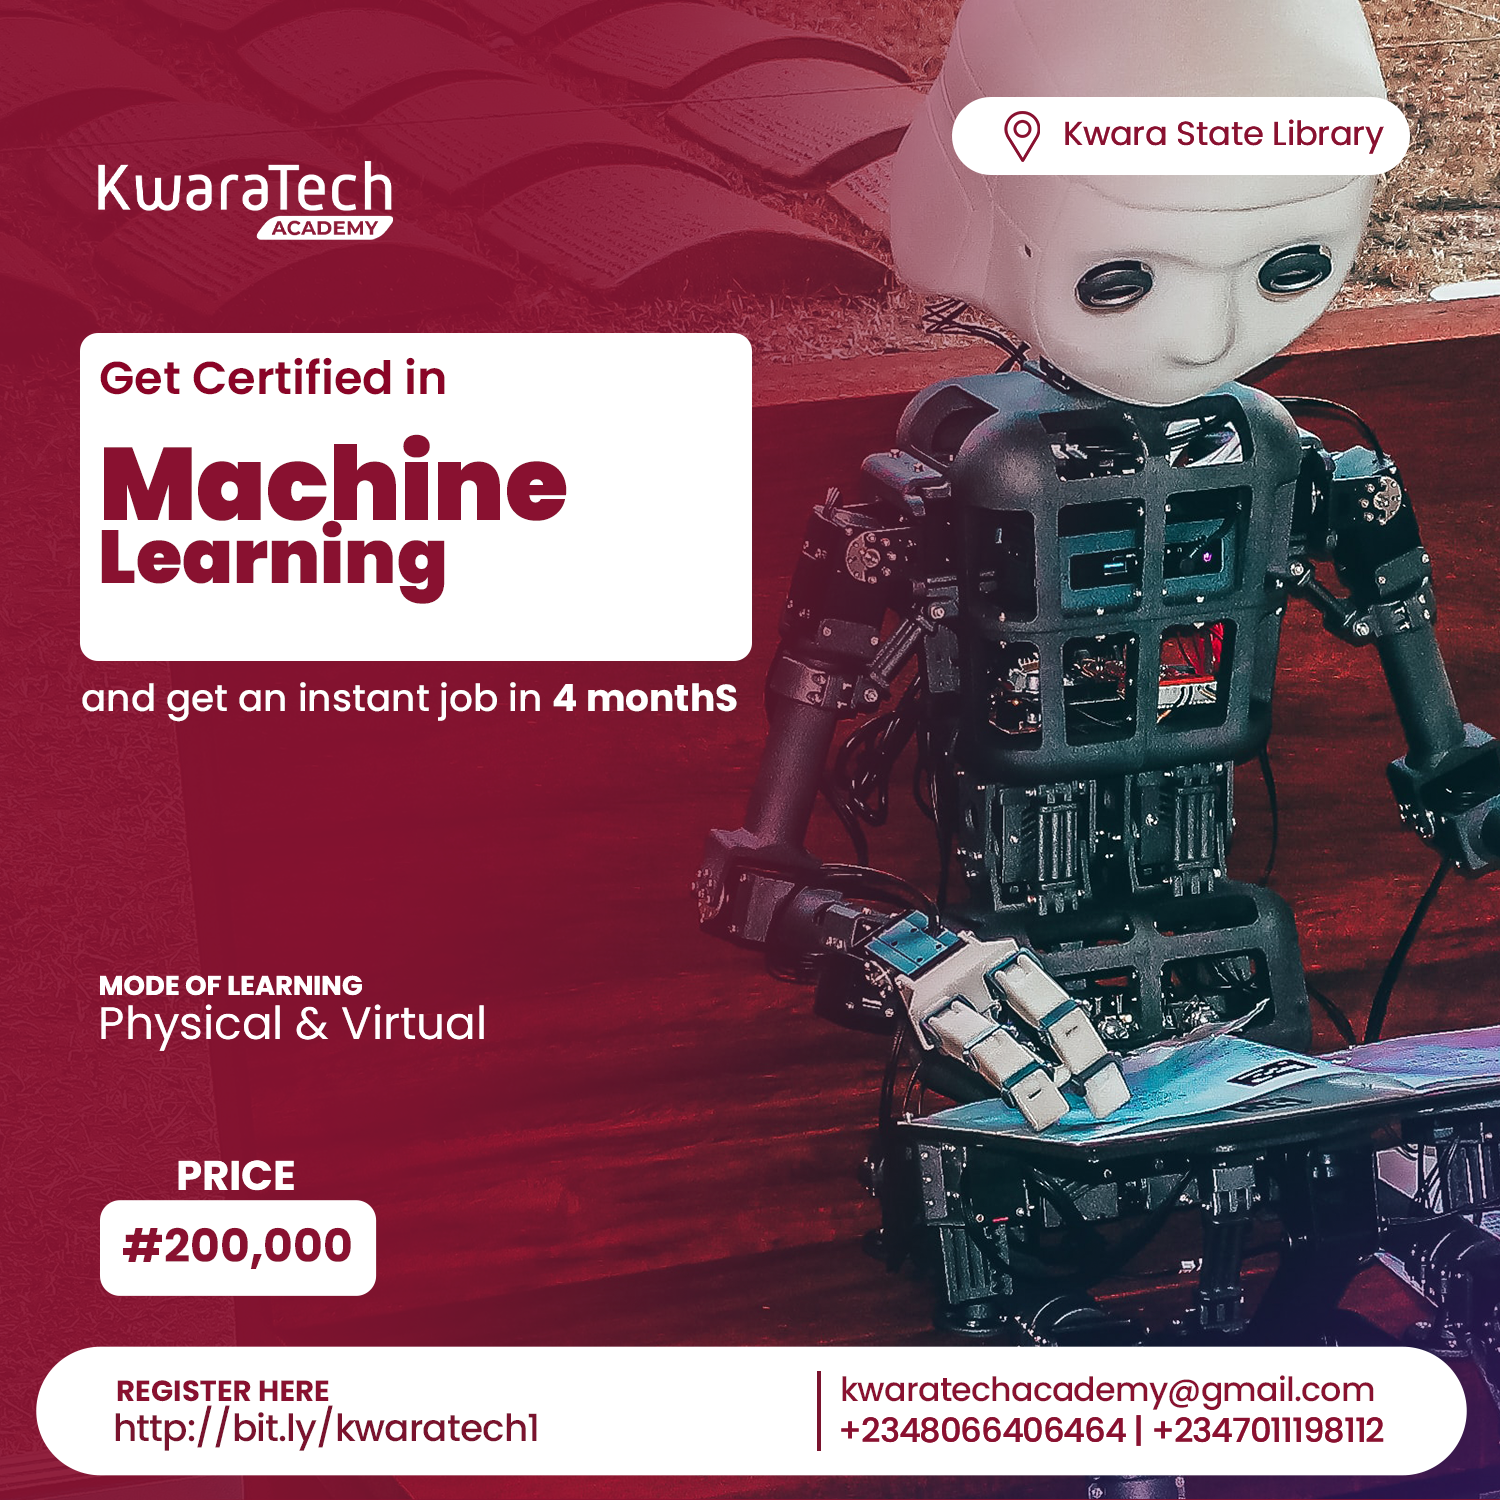 Kwara State Library
KwaraTech
ACADEMY
Get Certified in
Machine
Learning
and get an instant job in 4 monthS
MODE OF LEARNING
Physical & Virtual
PRICE
#200,000
REGISTER HERE
http://bit.ly/kwaratech1
kwaratechacademy@gmail.com
+2348066406464 | +2347011198112